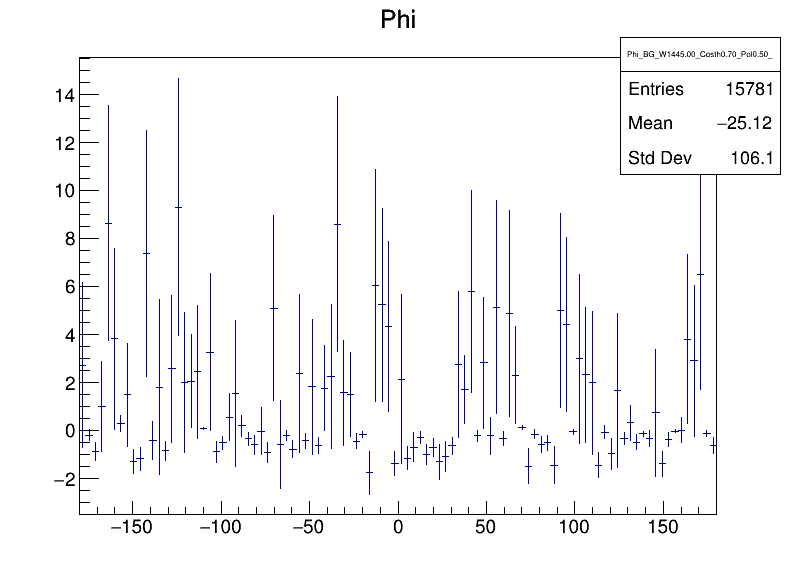 Phi
Phi_BG_W1445.00_Costh0.70_Pol0.50_
Entries 15781
Mean −25.12
Std Dev 106.1
14
12
10
8
6
4
2
0
−2
−150 −100 −50 0 50 100 150